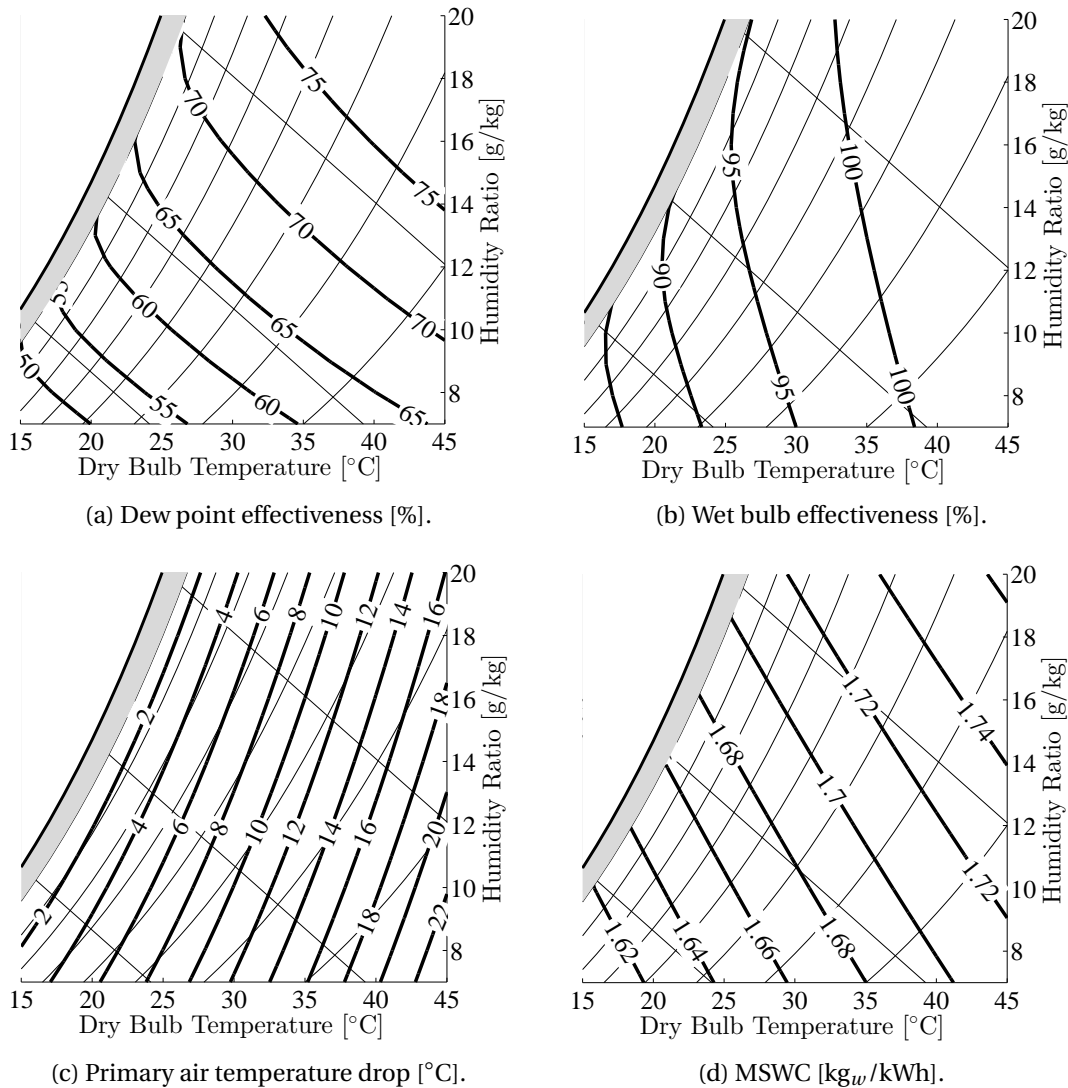 20
18
16
14
12
10
8
75
70
75
65
70
60
65
70
55
50
55
60
65
15 20 25 30 35 40 45
Dry Bulb Temperature [°C]
Humidity Ratio [g/kg]
(a) Dew point effectiveness [%].
20
18
16
14
12
10
8
95
100
90
95
100
15 20 25 30 35 40 45
Dry Bulb Temperature [°C]
Humidity Ratio [g/kg]
(b) Wet bulb effectiveness [%].
20
18
16
14
12
10
8
4 6 8 10 12 14 16
2
18
4 6 8 10 12 14 16 20
2
18 22
15 20 25 30 35 40 45
Dry Bulb Temperature [°C]
Humidity Ratio [g/kg]
(c) Primary air temperature drop [°C].
20
18
16
14
12
10
8
1.72
1.74
1.68
1.7
1.72
1.62 1.64 1.66 1.68
15 20 25 30 35 40 45
Dry Bulb Temperature [°C]
Humidity Ratio [g/kg]
(d) MSWC [kgw/kWh].